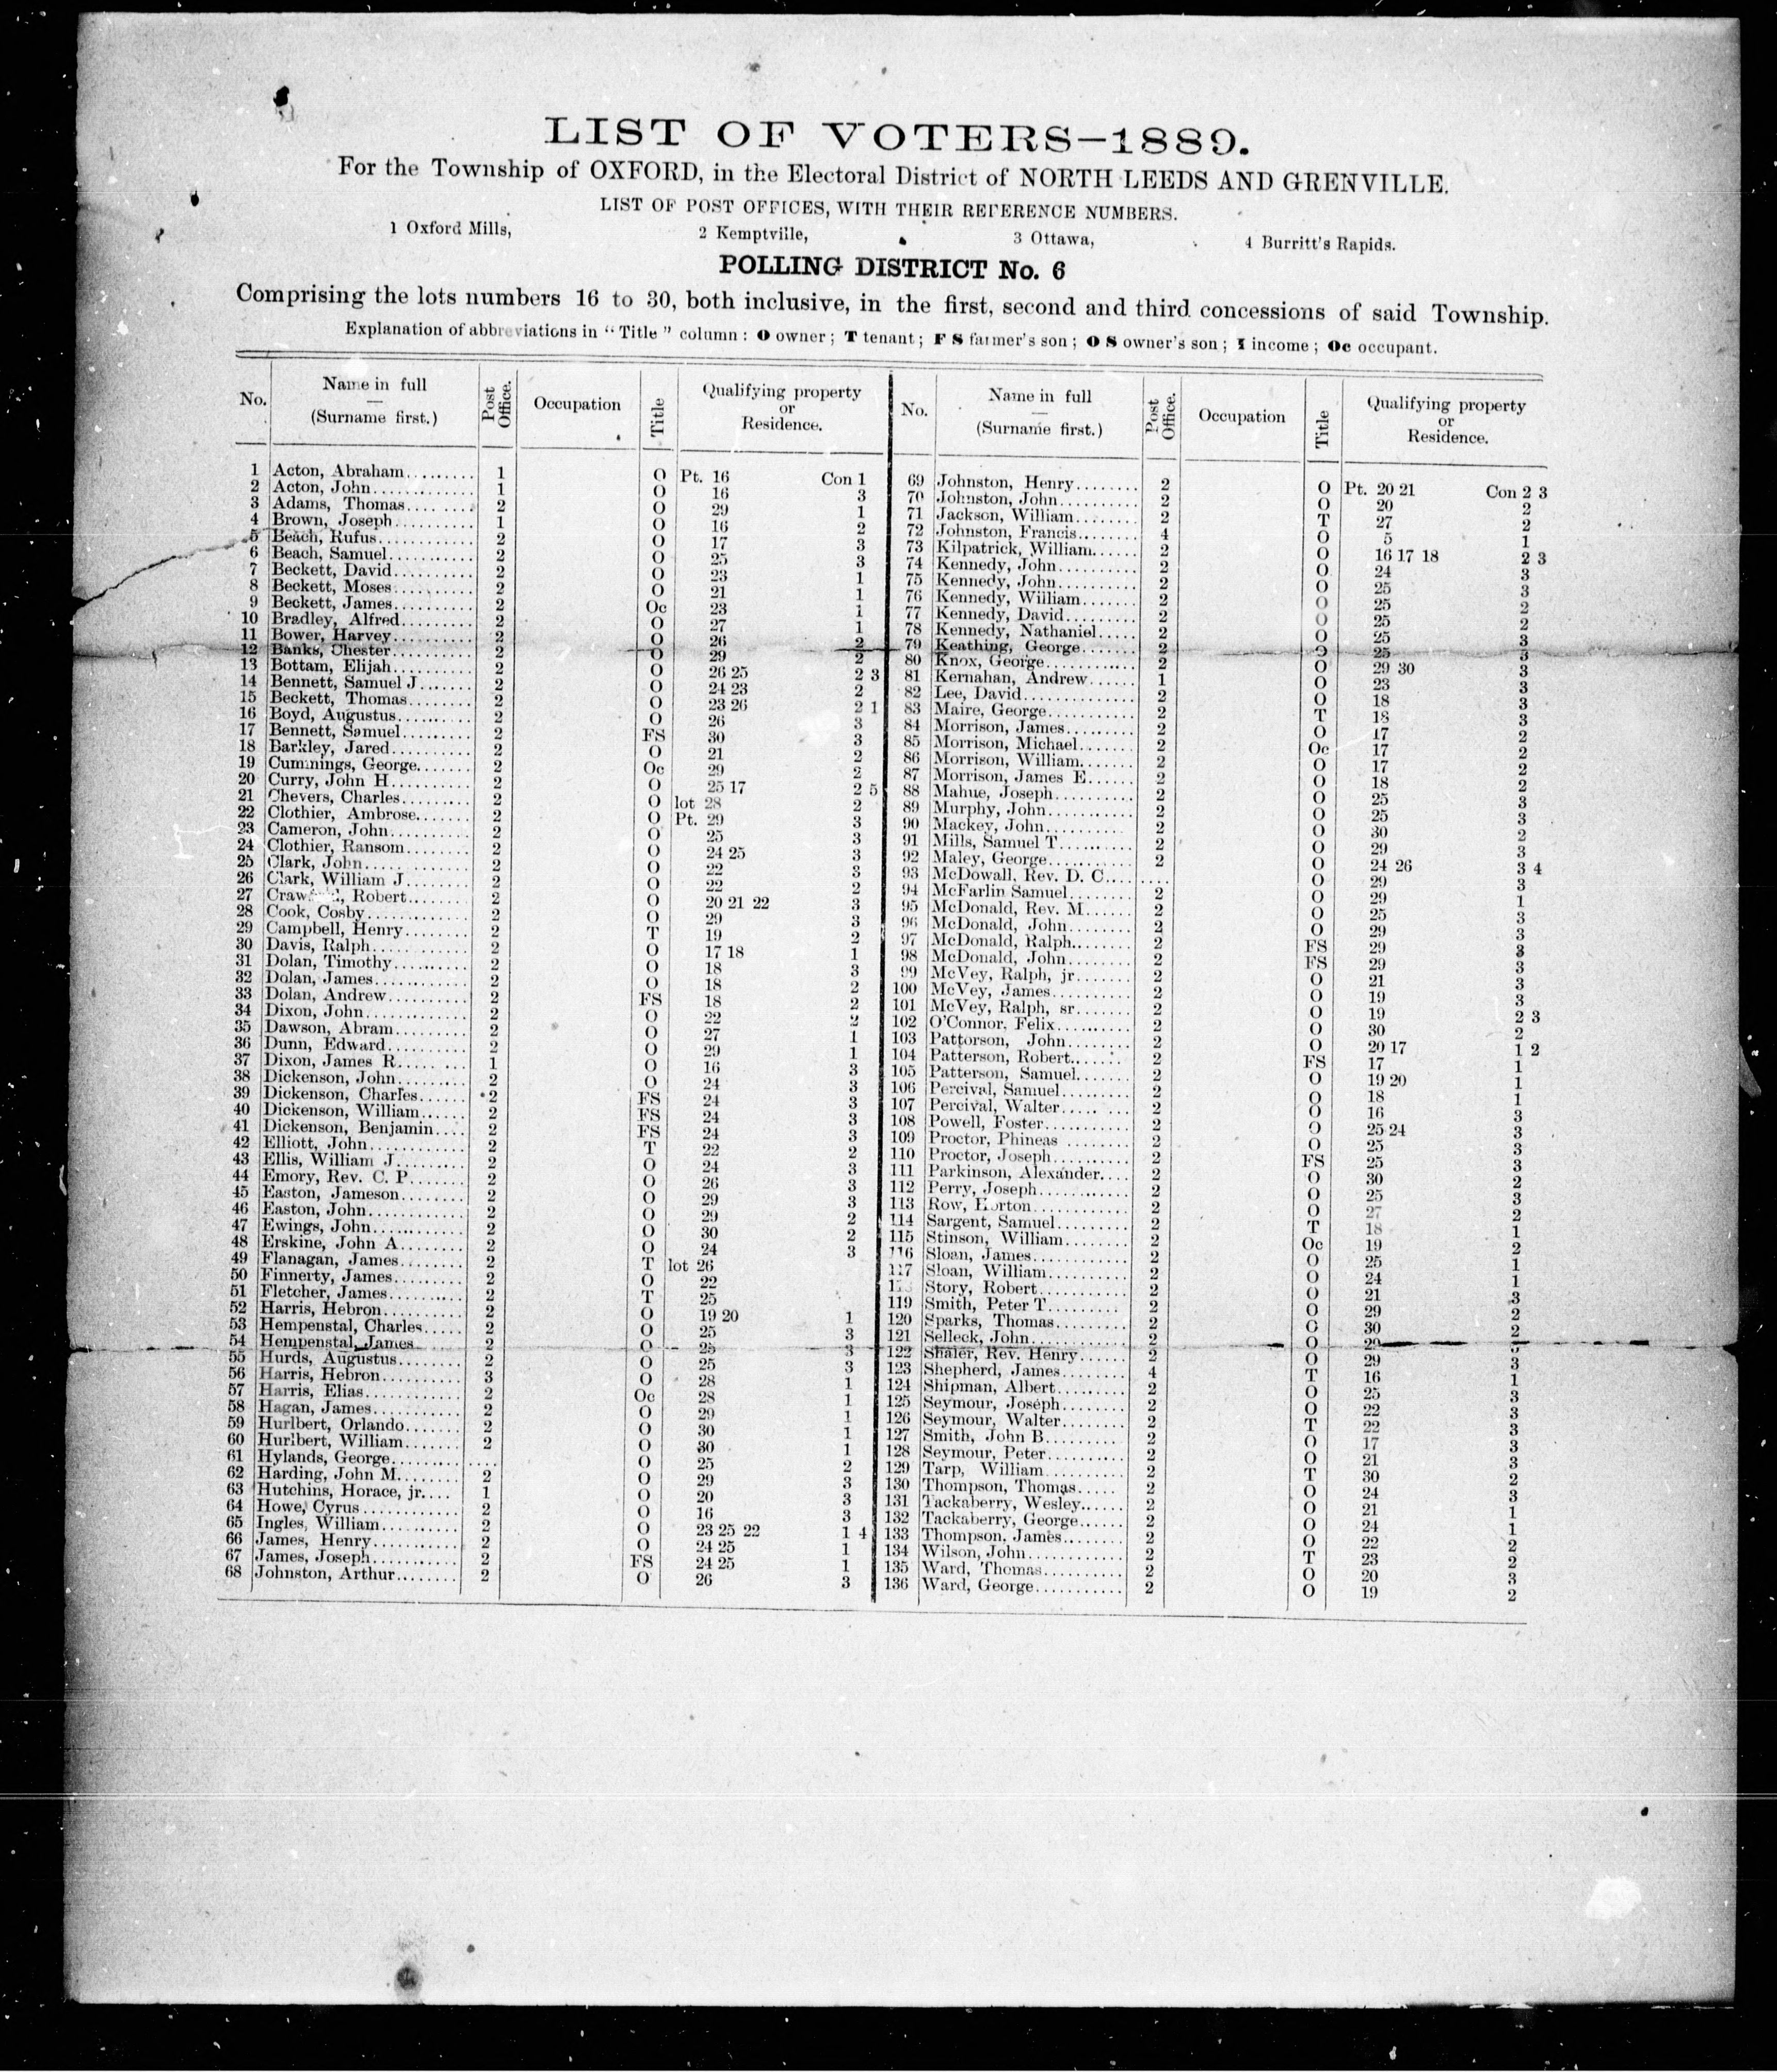 LIST OF VOTERS—1889.
For the Township of OXFORD, in the Electoral District of NORTH LEEDS AND GRENVILLE.
LIST OF POST OFFICES, WITH THEIR REFERENCE NUMBERS.
1 Oxford Mills, 2 Kemptville, 3 Ottawa, 4 Burritt's Rapids.
POLLING DISTRICT No. 6
Comprising the lots numbers 16 to 30, both inclusive, in the first, second and third concessions of said Township.
Explanation of abbreviations in "Title" column: O owner; T tenant; F S farmer's son; O S owner's son; I income; Oc occupant.
No. Name in full (Surname first.) Post Office. Occupation Title Qualifying property or Residence.
1 Acton, Abraham 1 O Pt. 16 Con 1
2 Acton, John 1 O 16 3
3 Adams, Thomas 2 O 29 1
4 Brown, Joseph 1 O 16 2
5 Beach, Rufus 2 O 17 3
6 Beach, Samuel 2 O 25 3
7 Beckett, David 2 O 23 1
8 Beckett, Moses 2 O 21 1
9 Beckett, James 2 Oc 23 1
10 Bradley, Alfred 2 O 27 1
11 Bower, Harvey 2 O 26 2
12 Banks, Chester 2 O 29 2
13 Bottam, Elijah 2 O 26 25 2 3
14 Bennett, Samuel J 2 O 24 23 2
15 Beckett, Thomas 2 O 23 26 2 1
16 Boyd, Augustus 2 O 26 3
17 Bennett, Samuel 2 FS 30 3
18 Barkley, Jared 2 O 21 2
19 Cummings, George 2 Oc 29 2
20 Curry, John H 2 O 25 17 2 5
21 Chevers, Charles 2 O lot 28 2
22 Clothier, Ambrose 2 O Pt. 29 3
23 Cameron, John 2 O 25 3
24 Clothier, Ransom 2 O 24 25 3
25 Clark, John 2 O 22 3
26 Clark, William J 2 O 22 2
27 Robert 2 O 20 21 22 3
28 Cook, Cosby 2 O 29 3
29 Campbell, Henry 2 T 19 2
30 Davis, Ralph 2 O 17 18 1
31 Dolan, Timothy 2 O 18 3
32 Dolan, James 2 O 18 2
33 Dolan, Andrew 2 FS 18 2
34 Dixon, John 2 O 22 2
35 Dawson, Abram 2 O 27 1
36 Dunn, Edward 2 O 29 1
37 Dixon, James R 1 O 16 3
38 Dickenson, John 2 O 24 3
39 Dickenson, Charles 2 FS 24 3
40 Dickenson, William 2 FS 24 3
41 Dickenson, Benjamin 2 FS 24 3
42 Elliott, John 2 T 22 2
43 Ellis, William J 2 O 24 3
44 Emory, Rev. C. P 2 O 26 3
45 Easton, Jameson 2 O 29 3
46 Easton, John 2 O 29 2
47 Ewings, John 2 O 30 2
48 Erskine, John A 2 O 24 3
49 Flanagan, James 2 T lot 26
50 Finnerty, James 2 O 22
51 Fletcher, James 2 T 25
52 Harris, Hebron 2 O 19 20 1
53 Hempenstal, Charles 2 O 25 3
54 Hempenstal, James 2 O 25 3
55 Hurds, Augustus 2 O 25 3
56 Harris, Hebron 3 O 28 1
57 Harris, Elias 2 Oc 28 1
58 Hagan, James 2 O 29 1
59 Hurlbert, Orlando 2 O 30 1
60 Hurlbert, William 2 O 30 1
61 Hylands, George .... O 25 2
62 Harding, John M 2 O 29 3
63 Hutchins, Horace, jr 1 O 20 3
64 Howe, Cyrus 2 O 16 3
65 Ingles, William 2 O 23 25 22 1 4
66 James, Henry 2 O 24 25 1
67 James, Joseph 2 FS 24 25 1
68 Johnston, Arthur 2 O 26 3
No. Name in full (Surname first.) Post Office. Occupation Title Qualifying property or Residence.
69 Johnston, Henry 2 O Pt. 20 21 Con 2 3
70 Johnston, John 2 O 20 2
71 Jackson, William 2 T 27 2
72 Johnston, Francis 4 O 5 1
73 Kilpatrick, William 2 O 16 17 18 2 3
74 Kennedy, John 2 O 24 3
75 Kennedy, John 2 O 25 3
76 Kennedy, William 2 O 25 2
77 Kennedy, David 2 O 25 2
78 Kennedy, Nathaniel 2 O 25 3
79 Keathing, George 2 O 25 3
80 Knox, George 2 O 29 30 3
81 Kernahan, Andrew 1 O 23 3
82 Lee, David 2 O 18 3
83 Maire, George 2 T 18 3
84 Morrison, James 2 O 17 2
85 Morrison, Michael 2 Oc 17 2
86 Morrison, William 2 O 17 2
87 Morrison, James E 2 O 18 2
88 Mahue, Joseph 2 O 25 3
89 Murphy, John 2 O 25 3
90 Mackey, John 2 O 30 2
91 Mills, Samuel T 2 O 29 3
92 Maley, George 2 O 24 26 3 4
93 McDowall, Rev. D. C .... O 29 3
94 McFarlin Samuel 2 O 29 1
95 McDonald, Rev. M 2 O 25 3
96 McDonald, John 2 O 29 3
97 McDonald, Ralph 2 FS 29 3
98 McDonald, John 2 FS 29 3
99 McVey, Ralph, jr 2 O 21 3
100 McVey, James 2 O 19 3
101 McVey, Ralph, sr 2 O 19 2 3
102 O'Connor, Felix 2 O 30 2
103 Pattorson, John 2 O 20 17 1 2
104 Patterson, Robert 2 FS 17 1
105 Patterson, Samuel 2 O 19 20 1
106 Percival, Samuel 2 O 18 1
107 Percival, Walter 2 O 16 3
108 Powell, Foster 2 O 25 24 3
109 Proctor, Phineas 2 O 25 3
110 Proctor, Joseph 2 FS 25 3
111 Parkinson, Alexander 2 O 30 2
112 Perry, Joseph 2 O 25 3
113 Row, 2 O 27 2
114 Sargent, Samuel 2 T 18 1
115 Stinson, William 2 Oc 19 2
116 Sloan, James 2 O 25 1
117 Sloan, William 2 O 24 1
Story, Robert 2 O 21 3
119 Smith, Peter T 2 O 29 2
120 Sparks, Thomas 2 O 30 2
121 Selleck, John 2 O 29 3
122 Shaler, Rev. Henry 2 O 29 3
123 Shepherd, James 4 T 16 1
124 Shipman, Albert 2 O 25 3
125 Seymour, Joseph 2 O 22 3
126 Seymour, Walter 2 T 22 3
127 Smith, John B 2 O 17 3
128 Seymour, Peter 2 O 21 3
129 Tarp, William 2 T 30 2
130 Thompson, Thomas 2 O 24 3
131 Tackaberry, Wesley 2 O 21 1
132 Tackaberry, George 2 O 24 1
133 Thompson, James 2 O 22 2
134 Wilson, John 2 T 23 2
135 Ward, Thomas 2 O 20 3
136 Ward, George 2 O 19 2